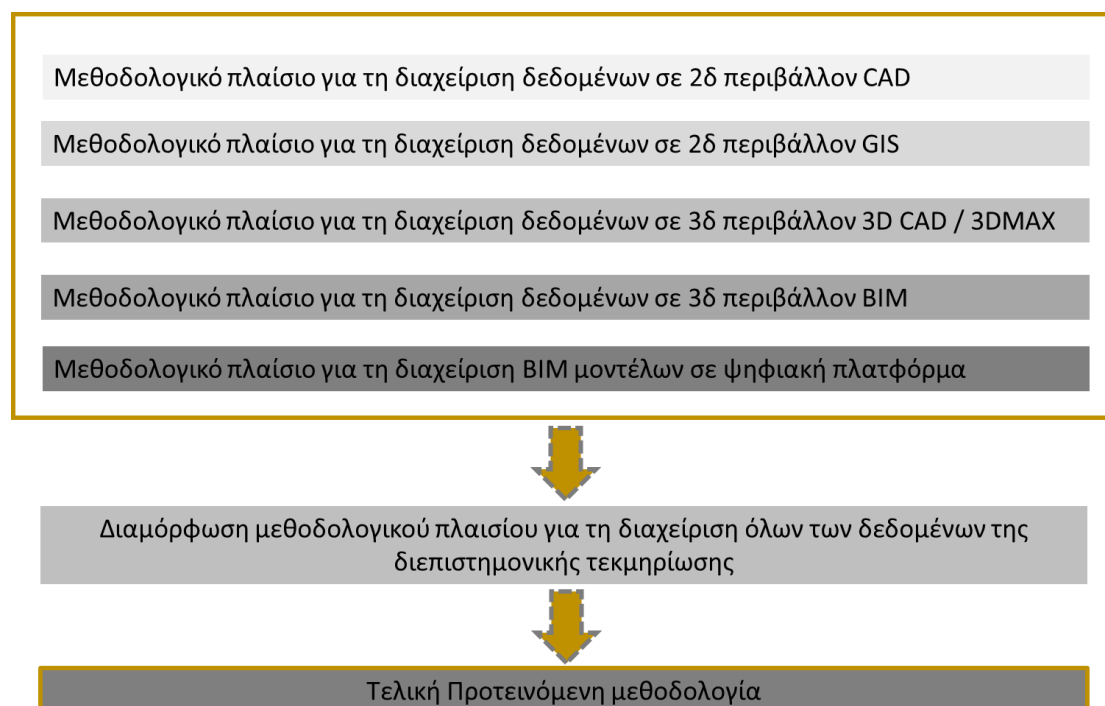 Μεθοδολογικό πλαίσιο για τη διαχείριση δεδομένων σε 2δ περιβάλλον CAD
Μεθοδολογικό πλαίσιο για τη διαχείριση δεδομένων σε 2δ περιβάλλον GIS
Μεθοδολογικό πλαίσιο για τη διαχείριση δεδομένων σε 3δ περιβάλλον 3D CAD / 3DMAX
Μεθοδολογικό πλαίσιο για τη διαχείριση δεδομένων σε 3δ περιβάλλον BIM
Μεθοδολογικό πλαίσιο για τη διαχείριση BIM μοντέλων σε ψηφιακή πλατφόρμα
Διαμόρφωση μεθοδολογικού πλαισίου για τη διαχείριση όλων των δεδομένων της
διεπιστημονικής τεκμηρίωσης
Τελική Προτεινόμενη μεθοδολογία